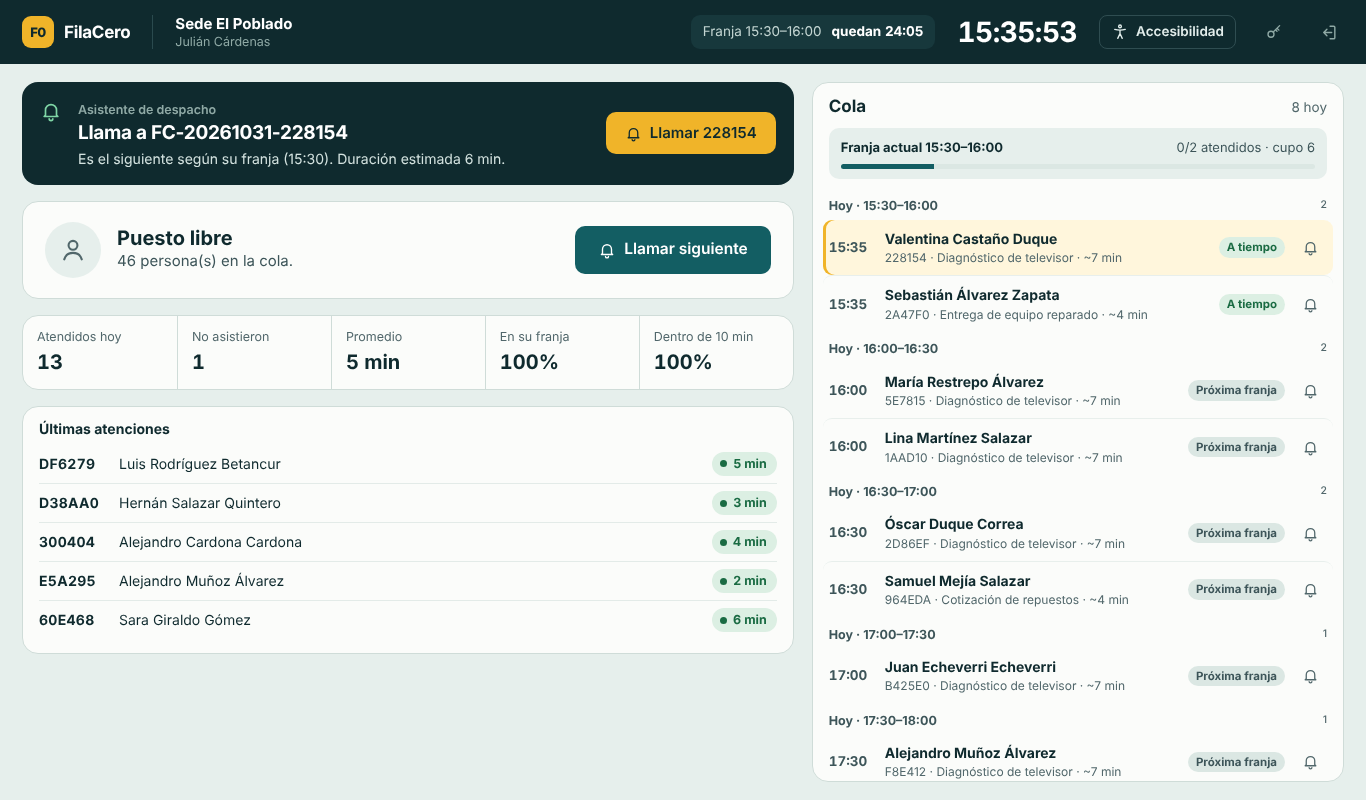 FO FilaCero
Sede El Poblado
Julián Cárdenas
Franja 15:30–16:00 quedan 24:05
15:35:53
Accesibilidad
Asistente de despacho
Llama a FC-20261031-228154
Es el siguiente según su franja (15:30). Duración estimada 6 min.
Llamar 228154
Puesto libre
46 persona(s) en la cola.
Llamar siguiente
Atendidos hoy
13
No asistieron
1
Promedio
5 min
En su franja
100%
Dentro de 10 min
100%
Últimas atenciones
DF6279 Luis Rodríguez Betancur 5 min
D38AA0 Hernán Salazar Quintero 3 min
300404 Alejandro Cardona Cardona 4 min
E5A295 Alejandro Muñoz Álvarez 2 min
60E468 Sara Giraldo Gómez 6 min
Cola 8 hoy
Franja actual 15:30–16:00 0/2 atendidos · cupo 6
Hoy · 15:30–16:00 2
15:35 Valentina Castaño Duque A tiempo
228154 · Diagnóstico de televisor · ~7 min
15:35 Sebastián Álvarez Zapata A tiempo
2A47F0 · Entrega de equipo reparado · ~4 min
Hoy · 16:00–16:30 2
16:00 María Restrepo Álvarez Próxima franja
5E7815 · Diagnóstico de televisor · ~7 min
16:00 Lina Martínez Salazar Próxima franja
1AAD10 · Diagnóstico de televisor · ~7 min
Hoy · 16:30–17:00 2
16:30 Óscar Duque Correa Próxima franja
2D86EF · Diagnóstico de televisor · ~7 min
16:30 Samuel Mejía Salazar Próxima franja
964EDA · Cotización de repuestos · ~4 min
Hoy · 17:00–17:30 1
17:00 Juan Echeverri Echeverri Próxima franja
B425E0 · Diagnóstico de televisor · ~7 min
Hoy · 17:30–18:00 1
17:30 Alejandro Muñoz Álvarez Próxima franja
F8E412 · Diagnóstico de televisor · ~7 min